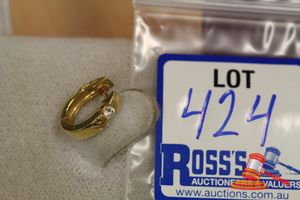 LOT
424
ROSS'S
AUCTIONEERS & VALUERS
www.auctions.com.au